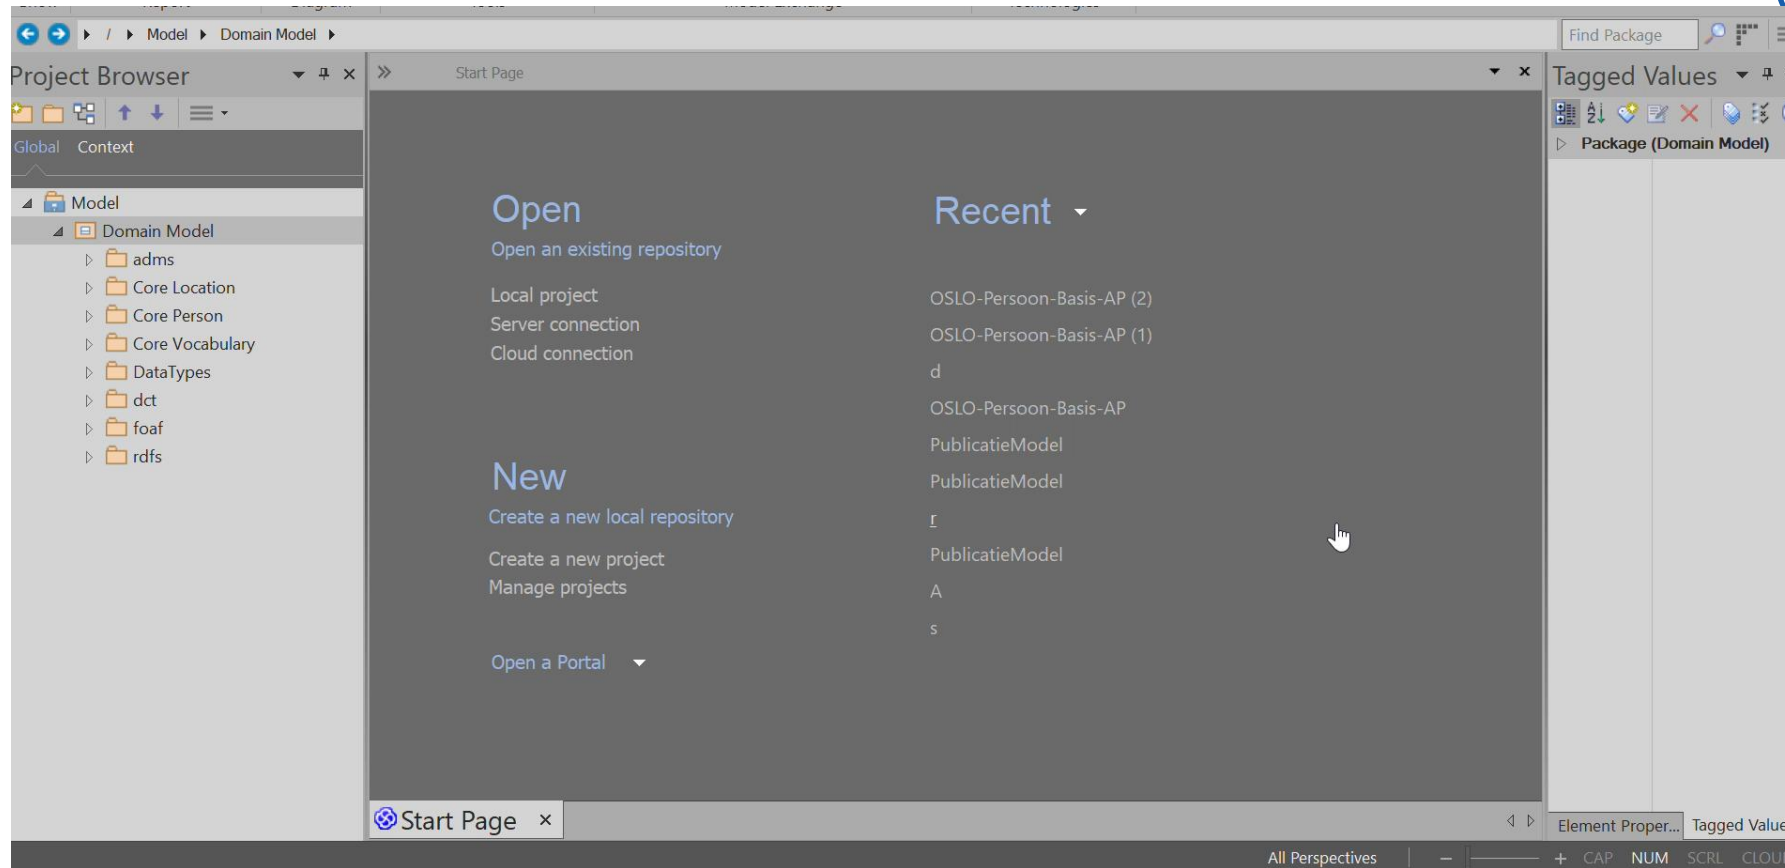 / Model Domain Model
Find Package
Project Browser
Start Page
Tagged Values
Global Context
Package (Domain Model)
Model
Domain Model
adms
Core Location
Core Person
Core Vocabulary
DataTypes
dct
foaf
rdfs
Open
Open an existing repository
Local project
Server connection
Cloud connection
New
Create a new local repository
Create a new project
Manage projects
Open a Portal
Recent
OSLO-Persoon-Basis-AP (2)
OSLO-Persoon-Basis-AP (1)
d
OSLO-Persoon-Basis-AP
PublicatieModel
PublicatieModel
r
PublicatieModel
A
s
Start Page
Element Proper... Tagged Value
All Perspectives
CAP NUM SCRL CLOU